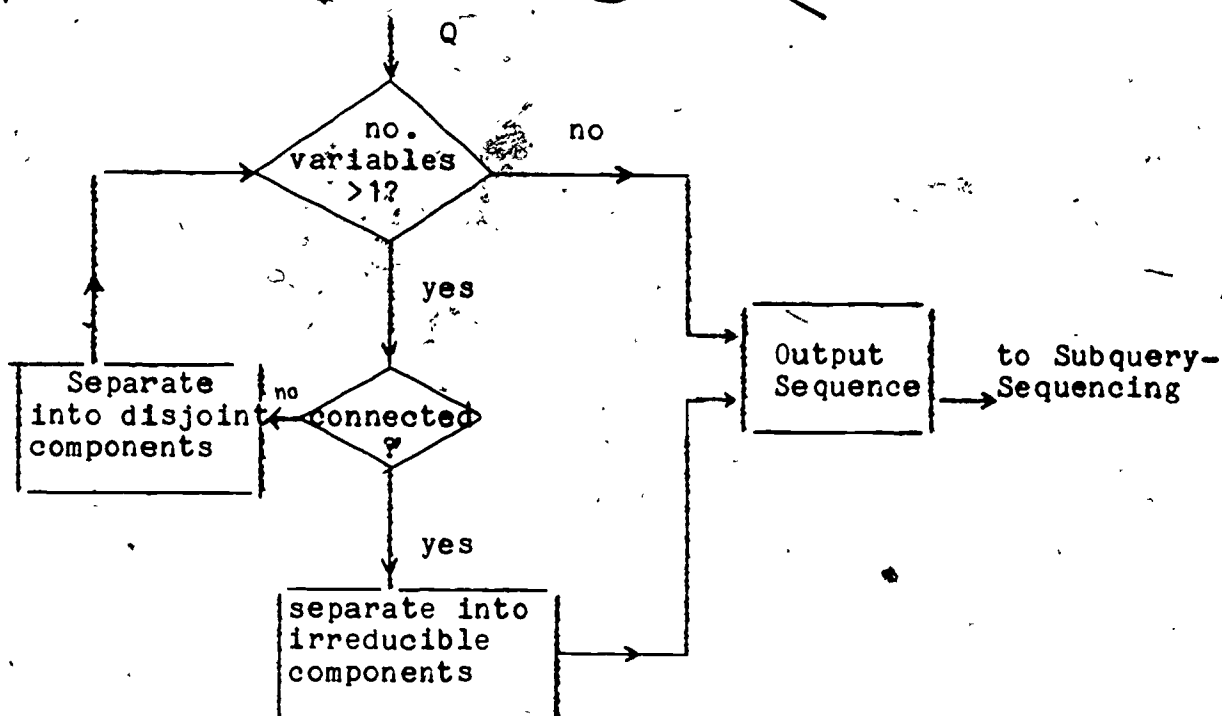 Q
no.
variables
>1?
no
yes
Separate
into disjoint
components
no
connected
?
Output
Sequence
to Subquery-
Sequencing
yes
separate into
irreducible
components